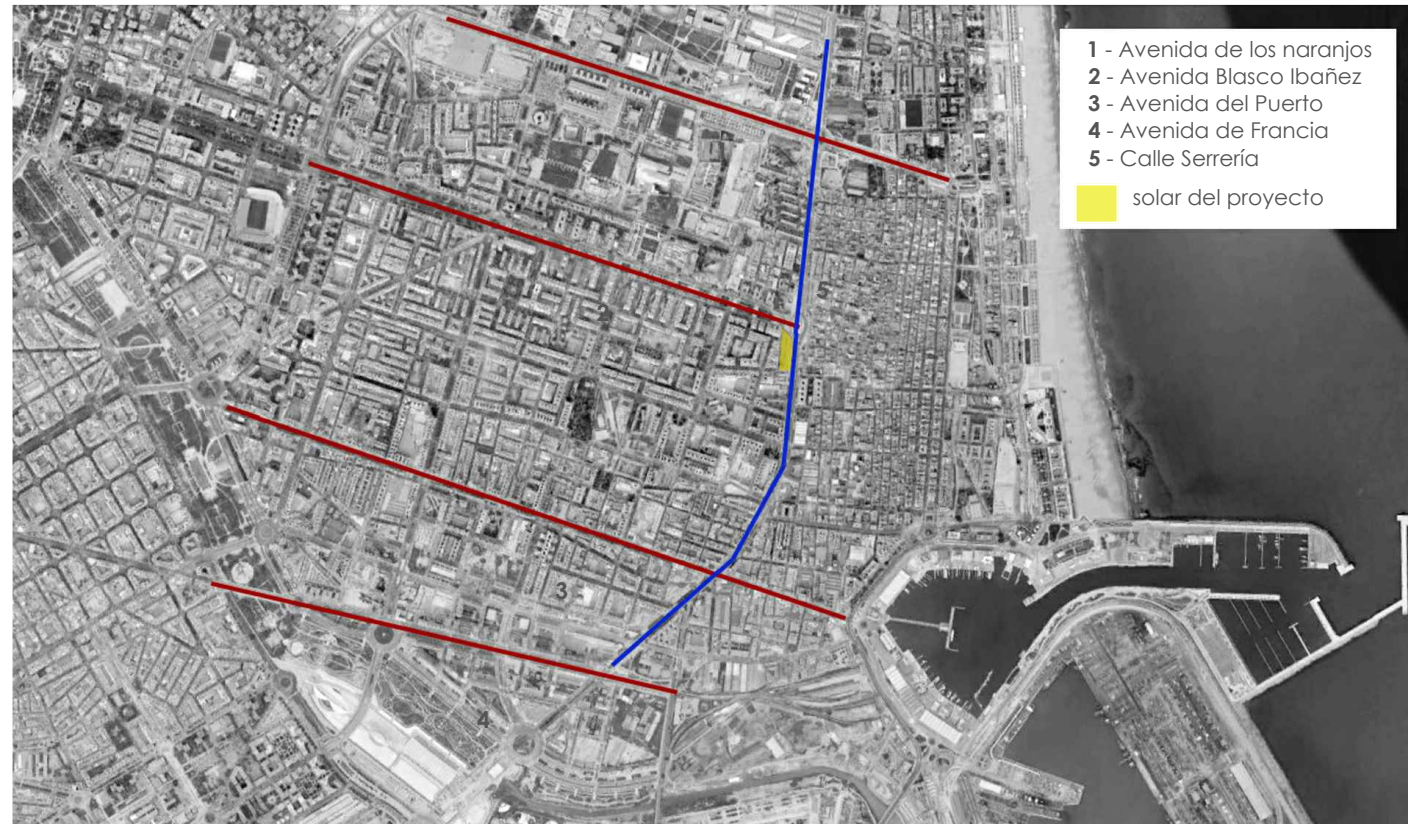 1 - Avenida de los naranjos
2 - Avenida Blasco Ibañez
3 - Avenida del Puerto
4 - Avenida de Francia
5 - Calle Serrería
solar del proyecto
2
3
4